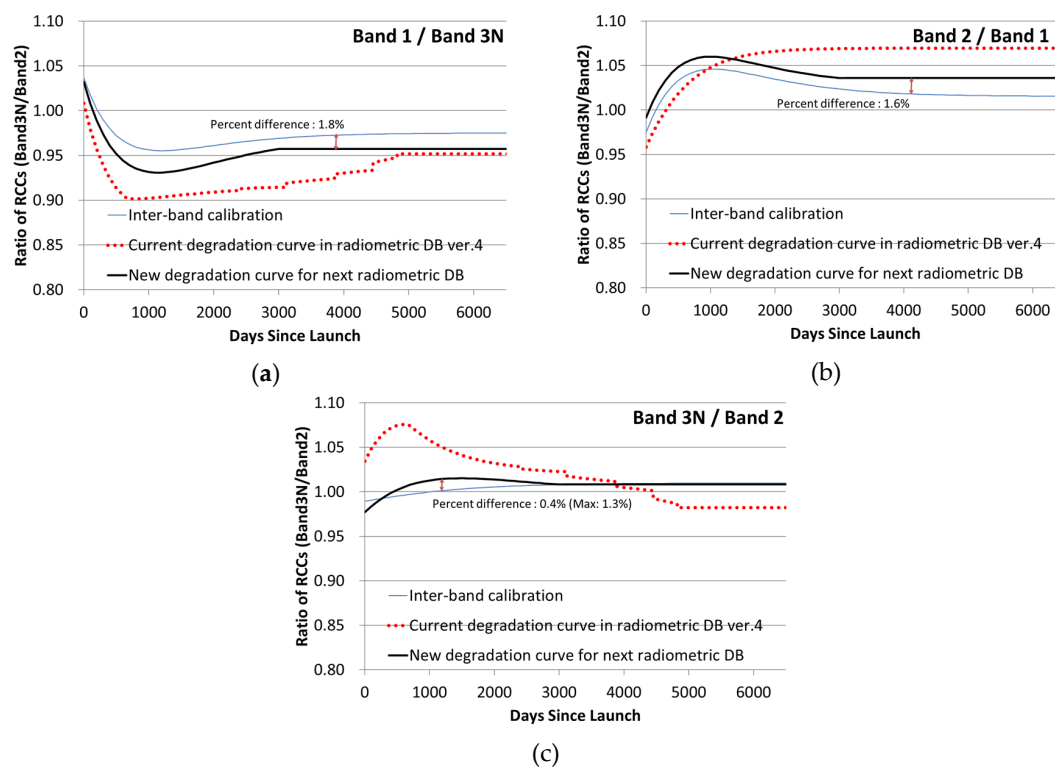 Band 1 / Band 3N
Ratio of RCCs (Band3N/Band2)
1.10
1.05
1.00
0.95
0.90
0.85
0.80
Percent difference : 1.8%
Inter-band calibration
Current degradation curve in radiometric DB ver.4
New degradation curve for next radiometric DB
0 1000 2000 3000 4000 5000 6000
Days Since Launch
(a)
Band 2 / Band 1
Ratio of RCCs (Band3N/Band2)
1.10
1.05
1.00
0.95
0.90
0.85
0.80
Percent difference : 1.6%
Inter-band calibration
Current degradation curve in radiometric DB ver.4
New degradation curve for next radiometric DB
0 1000 2000 3000 4000 5000 6000
Days Since Launch
(b)
Band 3N / Band 2
Ratio of RCCs (Band3N/Band2)
1.10
1.05
1.00
0.95
0.90
0.85
0.80
Percent difference : 0.4% (Max: 1.3%)
Inter-band calibration
Current degradation curve in radiometric DB ver.4
New degradation curve for next radiometric DB
0 1000 2000 3000 4000 5000 6000
Days Since Launch
(c)